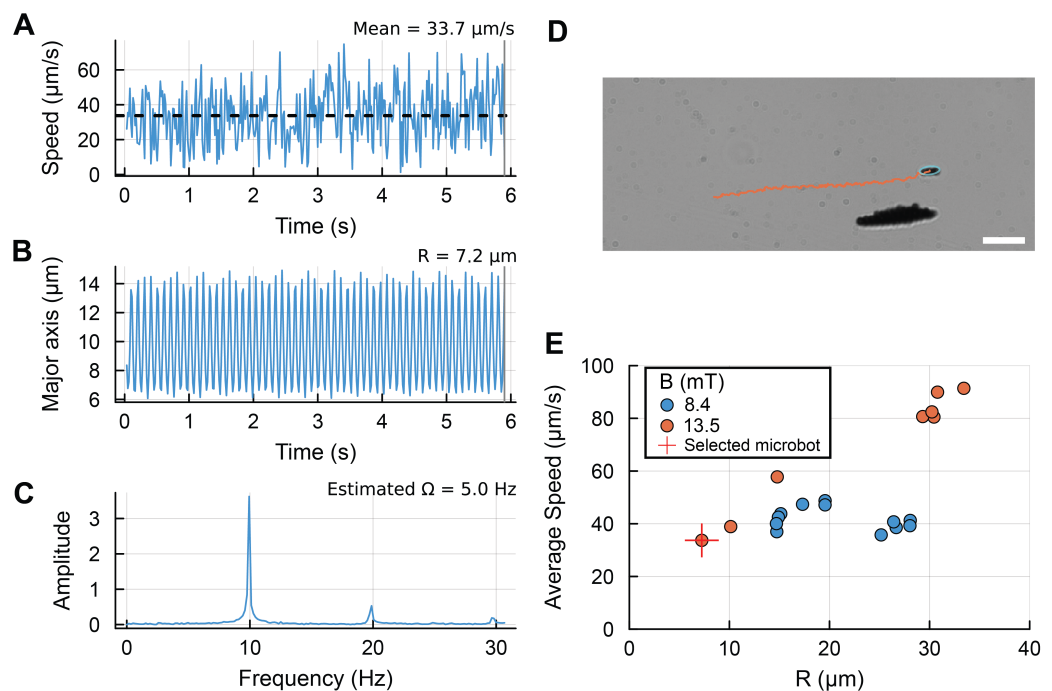 A
Mean = 33.7 µm/s
Speed (µm/s)
60
40
20
0
0 1 2 3 4 5 6
Time (s)
B
R = 7.2 µm
Major axis (µm)
14
12
10
8
6
0 1 2 3 4 5 6
Time (s)
C
Estimated Ω = 5.0 Hz
Amplitude
3
2
1
0
0 10 20 30
Frequency (Hz)
D
E
Average Speed (µm/s)
100
80
60
40
20
0
B (mT)
8.4
13.5
Selected microbot
0 10 20 30 40
R (µm)